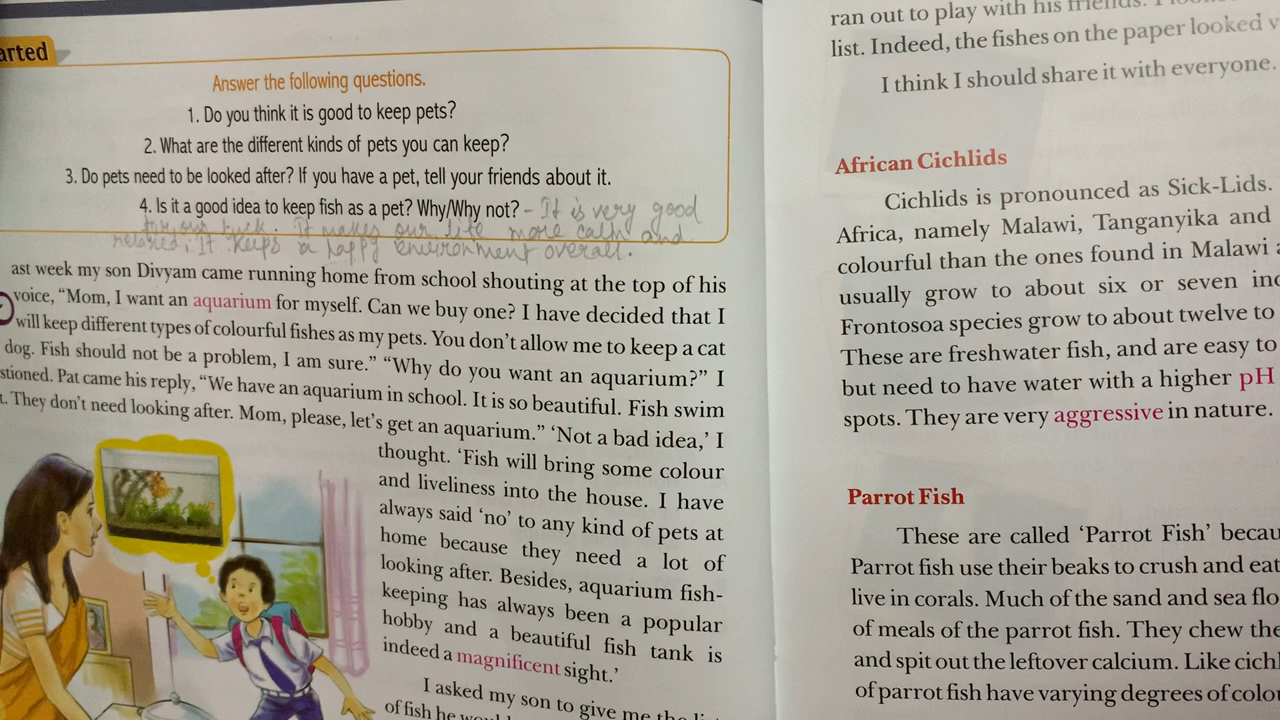 arted
Answer the following questions.
1. Do you think it is good to keep pets?
2. What are the different kinds of pets you can keep?
3. Do pets need to be looked after? If you have a pet, tell your friends about it.
4. Is it a good idea to keep fish as a pet? Why/Why not? - It is very good
for our luck. It makes our life more calm and
relaxed. It keeps a happy environment overall.
ast week my son Divyam came running home from school shouting at the top of his
voice, “Mom, I want an aquarium for myself. Can we buy one? I have decided that I
will keep different types of colourful fishes as my pets. You don’t allow me to keep a cat
dog. Fish should not be a problem, I am sure.” “Why do you want an aquarium?” I
stioned. Pat came his reply, “We have an aquarium in school. It is so beautiful. Fish swim
t. They don’t need looking after. Mom, please, let’s get an aquarium.” ‘Not a bad idea,’ I
thought. ‘Fish will bring some colour
and liveliness into the house. I have
always said ‘no’ to any kind of pets at
home because they need a lot of
looking after. Besides, aquarium fish-
keeping has always been a popular
hobby and a beautiful fish tank is
indeed a magnificent sight.’
I asked my son to give me the list
of fish he
ran out to play with his friends. I
list. Indeed, the fishes on the paper looked v
I think I should share it with everyone.
African Cichlids
Cichlids is pronounced as Sick-Lids.
Africa, namely Malawi, Tanganyika and
colourful than the ones found in Malawi a
usually grow to about six or seven inc
Frontosoa species grow to about twelve to
These are freshwater fish, and are easy to
but need to have water with a higher pH
spots. They are very aggressive in nature.
Parrot Fish
These are called ‘Parrot Fish’ becau
Parrot fish use their beaks to crush and eat
live in corals. Much of the sand and sea flo
of meals of the parrot fish. They chew the
and spit out the leftover calcium. Like cichl
of parrot fish have varying degrees of color